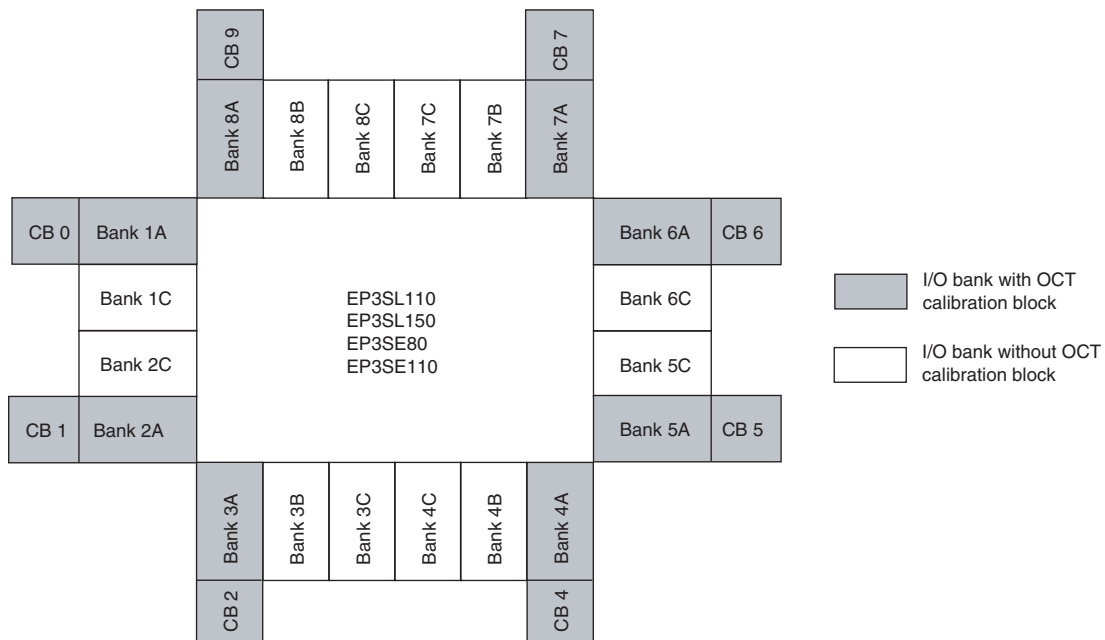 CB 9
CB 7
Bank 8A
Bank 8B
Bank 8C
Bank 7C
Bank 7B
Bank 7A
CB 0
Bank 1A
Bank 6A
CB 6
Bank 1C
Bank 6C
Bank 2C
Bank 5C
CB 1
Bank 2A
Bank 5A
CB 5
EP3SL110
EP3SL150
EP3SE80
EP3SE110
Bank 3A
Bank 3B
Bank 3C
Bank 4C
Bank 4B
Bank 4A
CB 2
CB 4
I/O bank with OCT
calibration block
I/O bank without OCT
calibration block